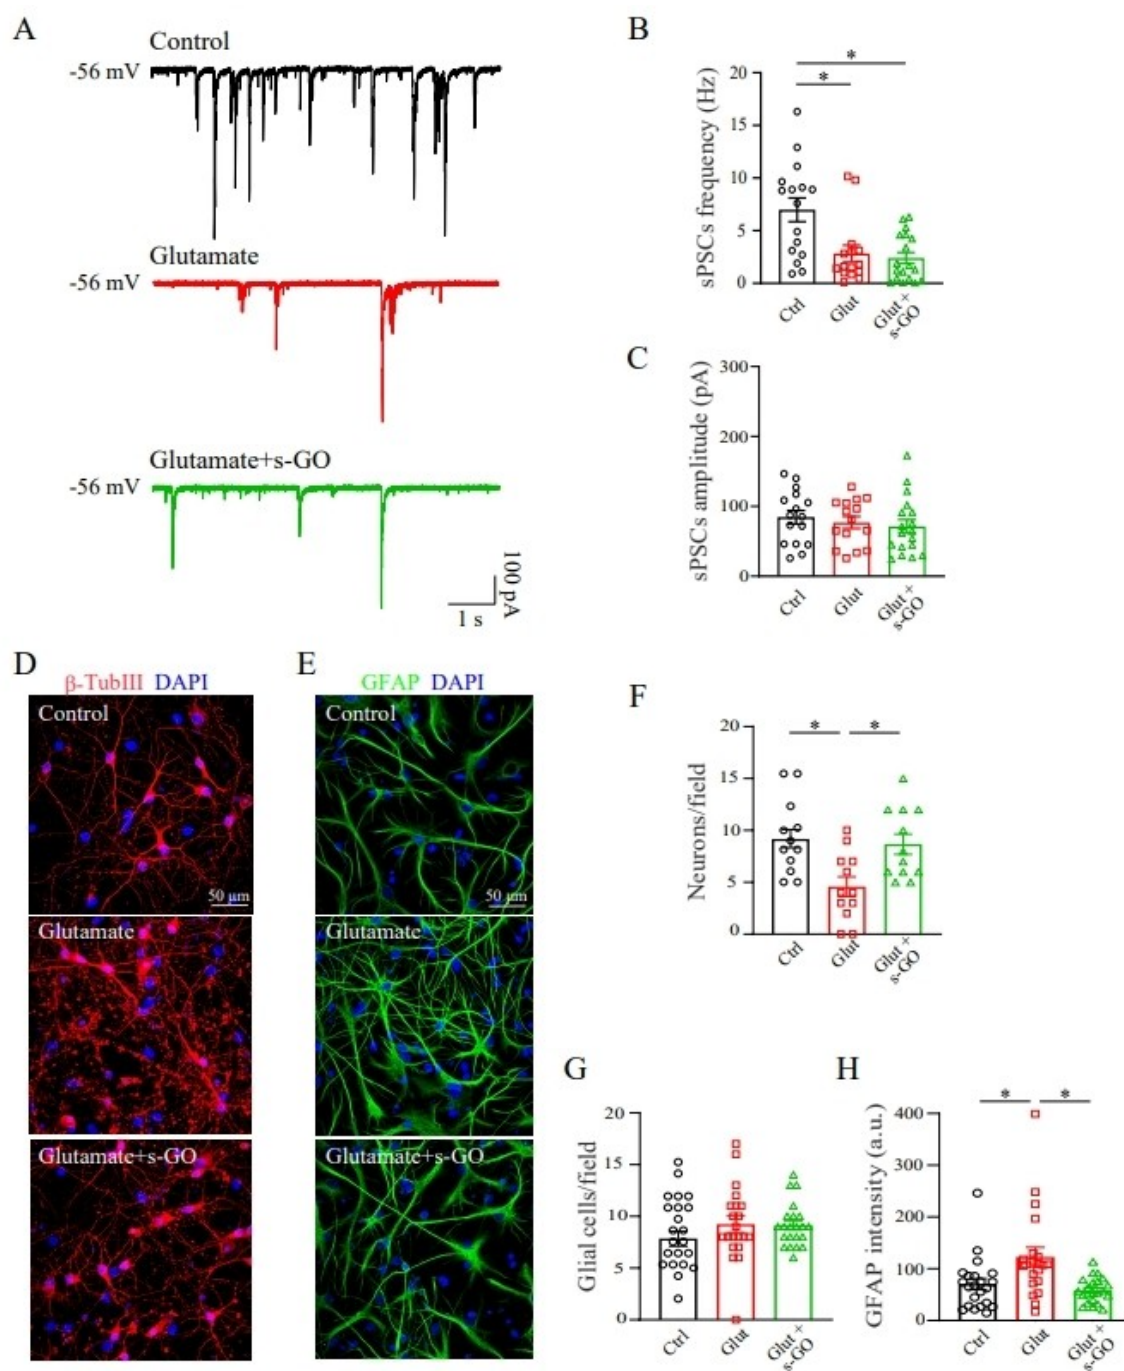 A
Control
-56 mV
Glutamate
-56 mV
Glutamate+s-GO
-56 mV
100 pA
1 s
B
*
*
sPSCs frequency (Hz)
20
15
10
5
0
Ctrl
Glut
Glut +
s-GO
C
sPSCs amplitude (pA)
300
200
100
0
Ctrl
Glut
Glut +
s-GO
D
β-TubIII DAPI
Control
50 µm
Glutamate
Glutamate+s-GO
E
GFAP DAPI
Control
50 µm
Glutamate
Glutamate+s-GO
F
*
*
Neurons/field
20
15
10
5
0
Ctrl
Glut
Glut +
s-GO
G
Glial cells/field
20
15
10
5
0
Ctrl
Glut
Glut +
s-GO
H
*
*
GFAP intensity (a.u.)
400
300
200
100
0
Ctrl
Glut
Glut +
s-GO